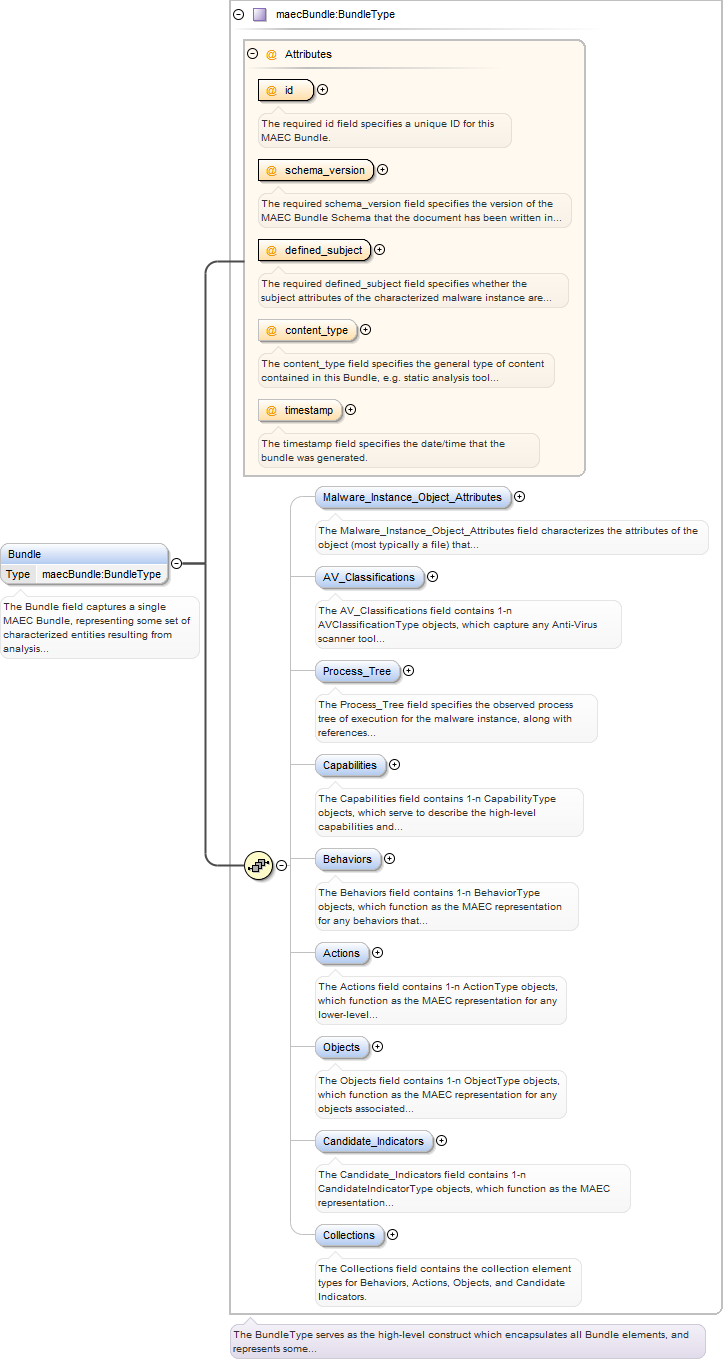 maecBundle:BundleType
@ Attributes
@ id
The required id field specifies a unique ID for this
MAEC Bundle.
@ schema_version
The required schema_version field specifies the version of the
MAEC Bundle Schema that the document has been written in...
@ defined_subject
The required defined_subject field specifies whether the
subject attributes of the characterized malware instance are...
@ content_type
The content_type field specifies the general type of content
contained in this Bundle, e.g. static analysis tool...
@ timestamp
The timestamp field specifies the date/time that the
bundle was generated.
Bundle
Type maecBundle:BundleType
The Bundle field captures a single
MAEC Bundle, representing some set of
characterized entities resulting from
analysis...
Malware_Instance_Object_Attributes
The Malware_Instance_Object_Attributes field characterizes the attributes of the
object (most typically a file) that...
AV_Classifications
The AV_Classifications field contains 1-n
AVClassificationType objects, which capture any Anti-Virus
scanner tool...
Process_Tree
The Process_Tree field specifies the observed process
tree of execution for the malware instance, along with
references...
Capabilities
The Capabilities field contains 1-n CapabilityType
objects, which serve to describe the high-level
capabilities and...
Behaviors
The Behaviors field contains 1-n BehaviorType
objects, which function as the MAEC representation
for any behaviors that...
Actions
The Actions field contains 1-n ActionType objects,
which function as the MAEC representation for any
lower-level...
Objects
The Objects field contains 1-n ObjectType objects,
which function as the MAEC representation for any
objects associated...
Candidate_Indicators
The Candidate_Indicators field contains 1-n
CandidateIndicatorType objects, which function as the MAEC
representation...
Collections
The Collections field contains the collection element
types for Behaviors, Actions, Objects, and Candidate
Indicators.
The BundleType serves as the high-level construct which encapsulates all Bundle elements, and
represents some...